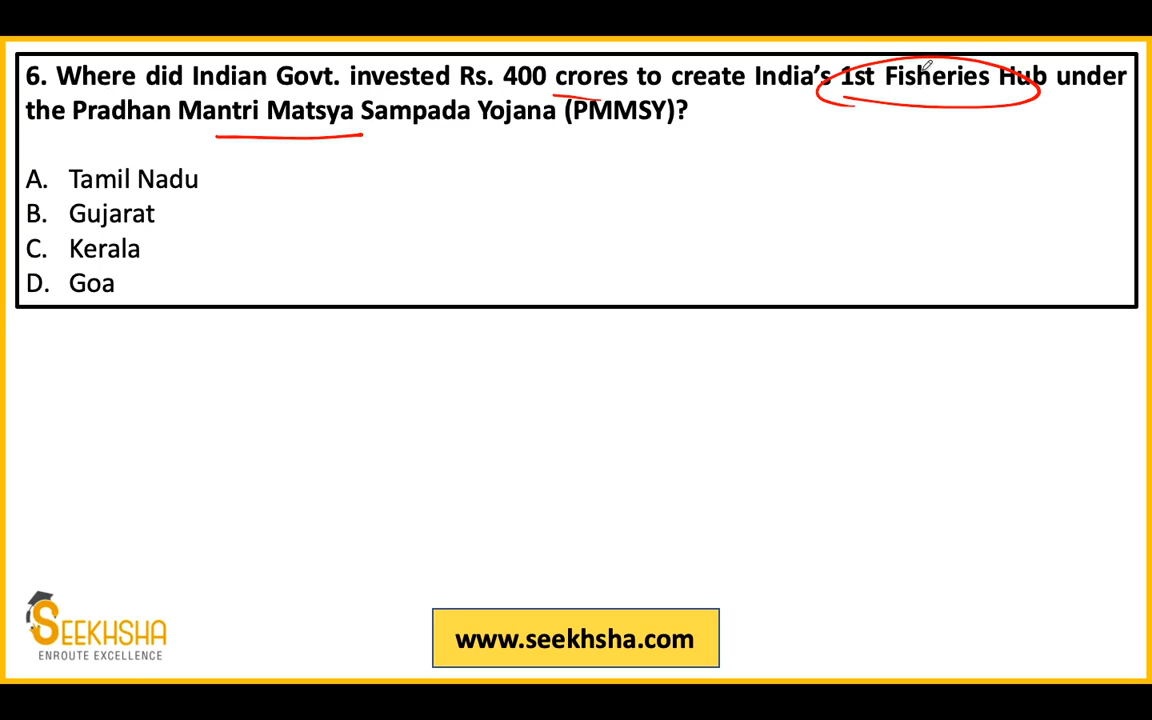 6. Where did Indian Govt. invested Rs. 400 crores to create India’s 1st Fisheries Hub under
the Pradhan Mantri Matsya Sampada Yojana (PMMSY)?
A. Tamil Nadu
B. Gujarat
C. Kerala
D. Goa
SEEKHSHA
ENROUTE EXCELLENCE
www.seekhsha.com